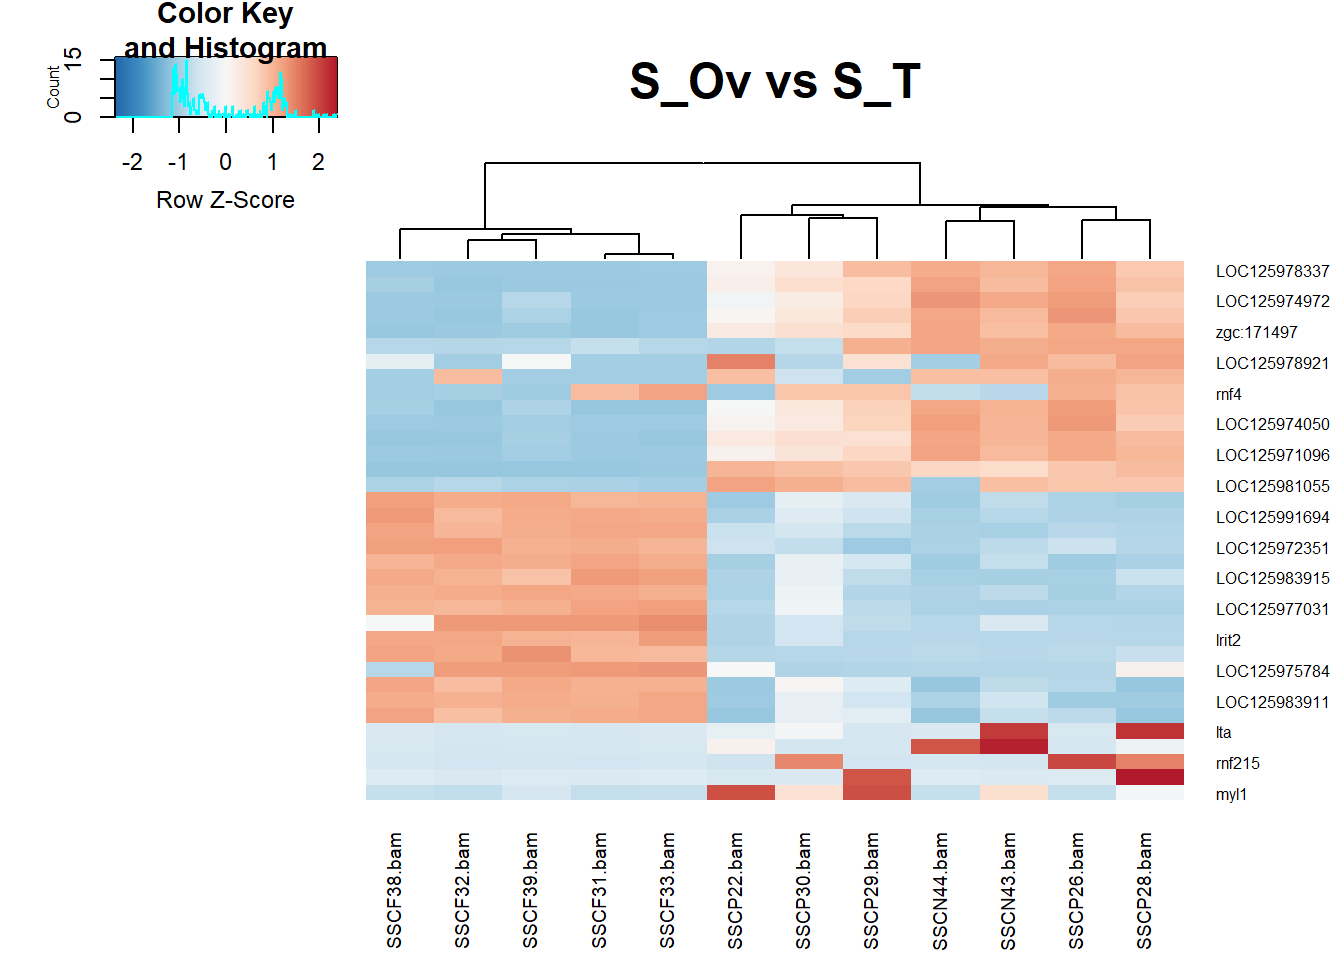 Color Key
and Histogram
Count
0
15
-2 -1 0 1 2
Row Z-Score
S_Ov vs S_T
LOC125978337
LOC125974972
zgc:171497
LOC125978921
rnf4
LOC125974050
LOC125971096
LOC125981055
LOC125991694
LOC125972351
LOC125983915
LOC125977031
lrit2
LOC125975784
LOC125983911
lta
rnf215
myl1
SSCF38.bam
SSCF32.bam
SSCF39.bam
SSCF31.bam
SSCF33.bam
SSCP22.bam
SSCP30.bam
SSCP29.bam
SSCN44.bam
SSCN43.bam
SSCP26.bam
SSCP28.bam